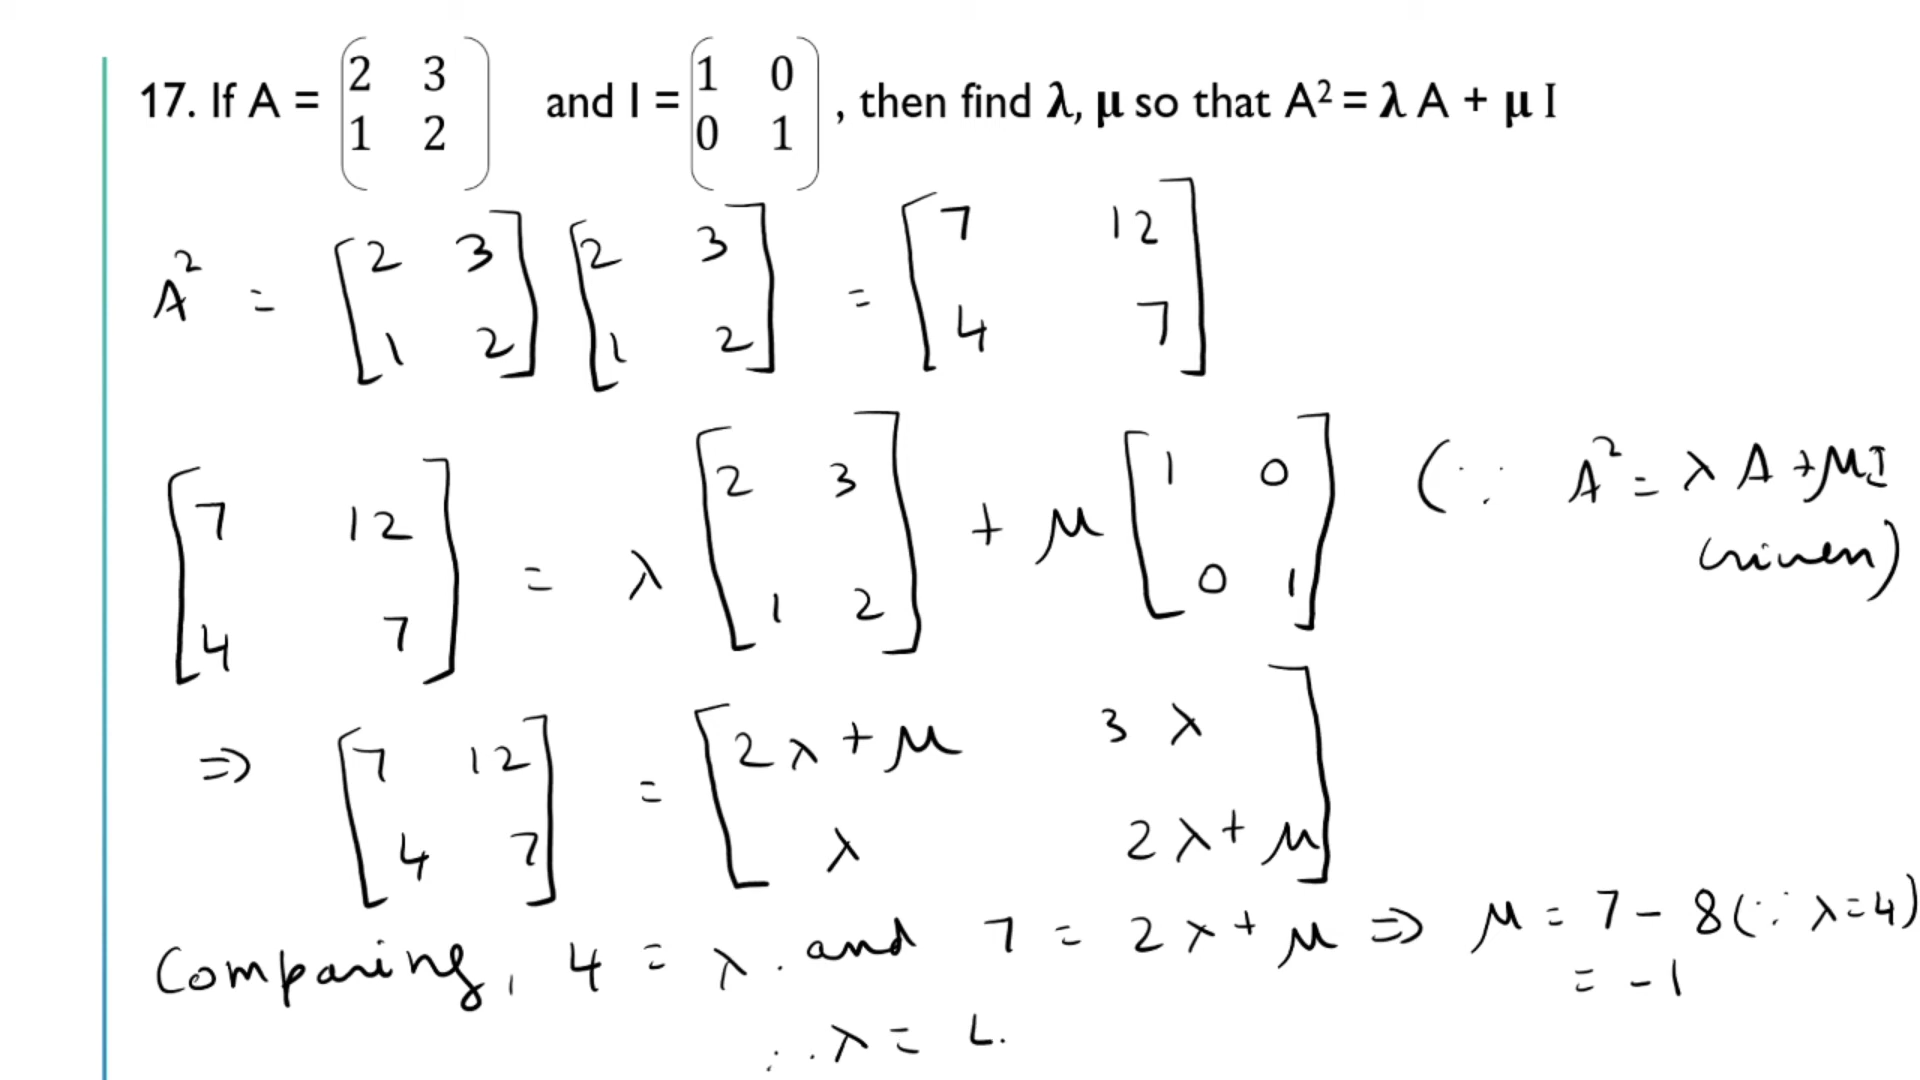 17. If A = (2 3 1 2) and I = (1 0 0 1), then find λ, μ so that A² = λ A + μ I
A² = [2 3 1 2] [2 3 1 2] = [7 12 4 7]
[7 12 4 7] = λ [2 3 1 2] + μ [1 0 0 1] (∵ A² = λ A + μI
Given)
⇒ [7 12 4 7] = [2λ + μ 3λ λ 2λ + μ]
Comparing, 4 = λ. and 7 = 2λ + μ ⇒ μ = 7 - 8 (∵ λ = 4)
= -1
∴ λ = 4.